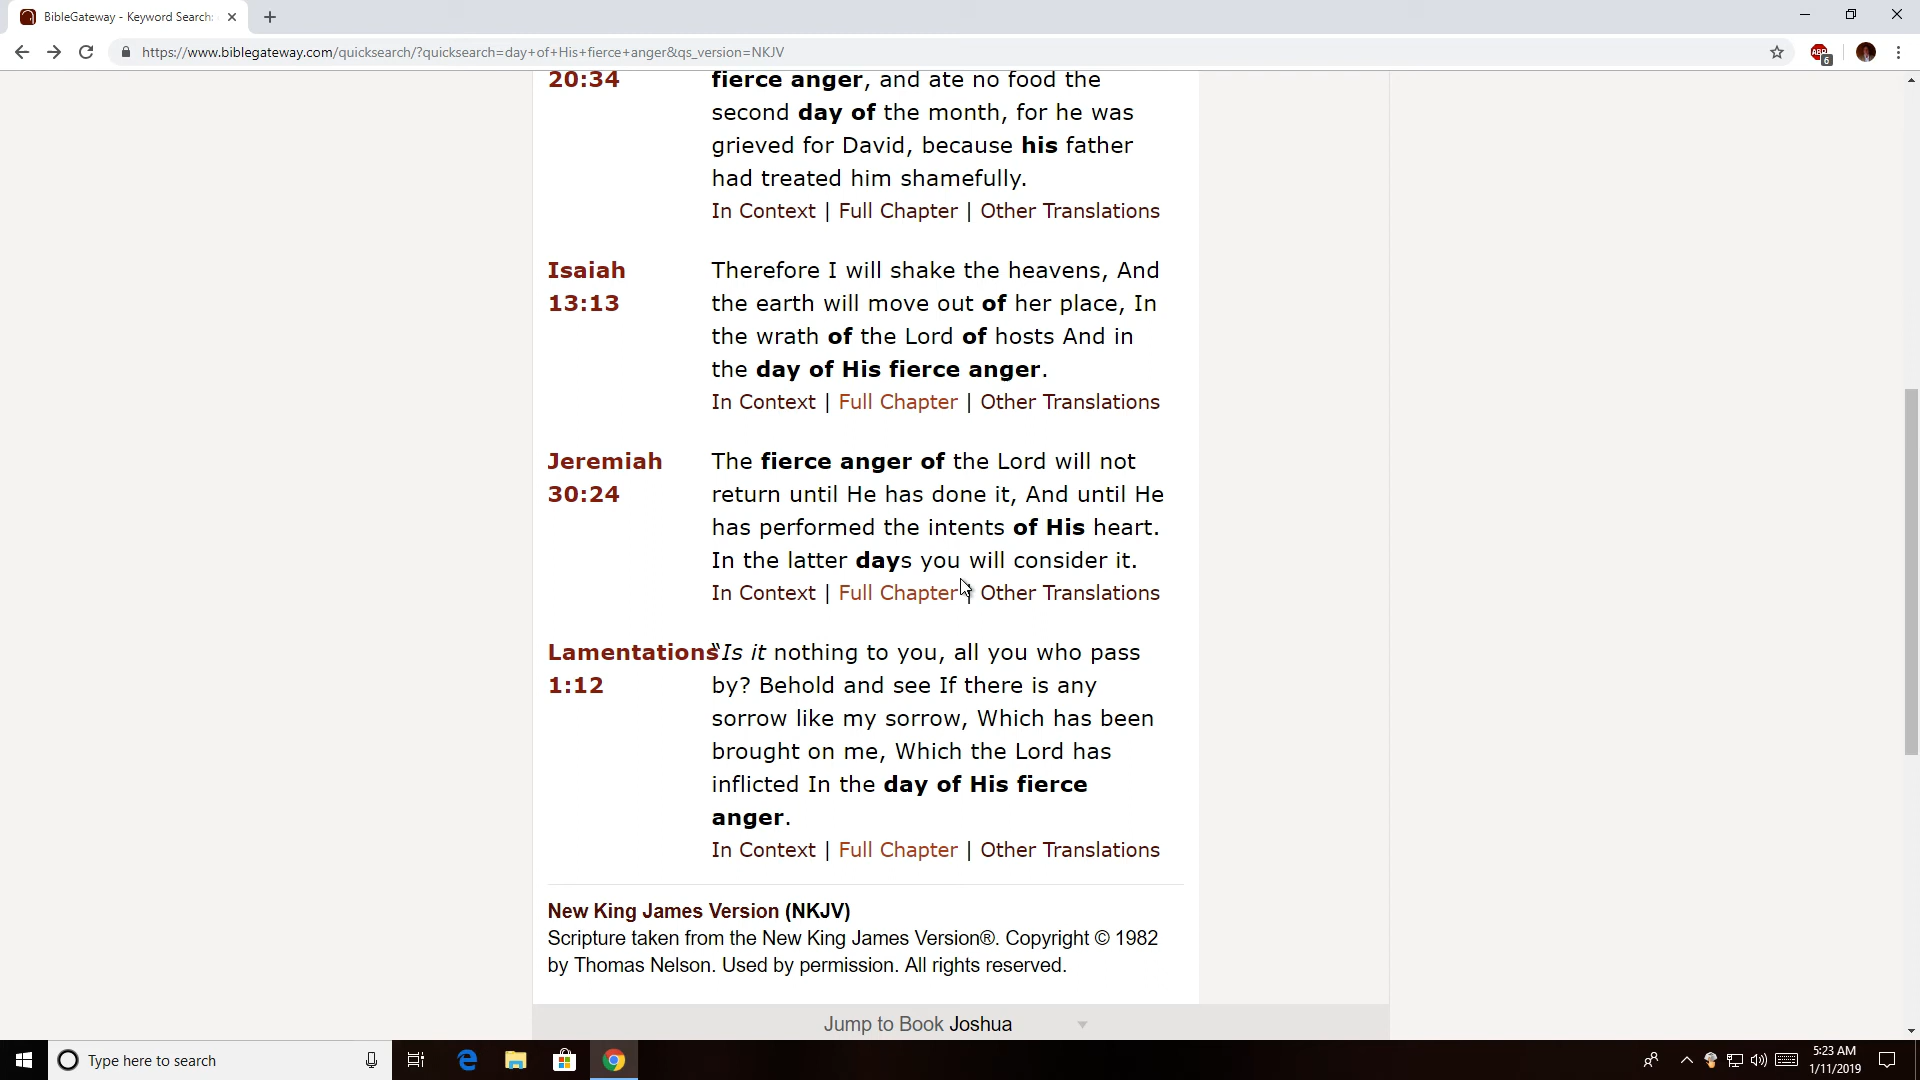 BibleGateway - Keyword Search:
https://www.biblegateway.com/quicksearch/?quicksearch=day+of+His+fierce+anger&qs_version=NKJV
ABP
6
20:34
fierce anger, and ate no food the
second day of the month, for he was
grieved for David, because his father
had treated him shamefully.
In Context | Full Chapter | Other Translations
Isaiah
13:13
Therefore I will shake the heavens, And
the earth will move out of her place, In
the wrath of the Lord of hosts And in
the day of His fierce anger.
In Context | Full Chapter | Other Translations
Jeremiah
30:24
The fierce anger of the Lord will not
return until He has done it, And until He
has performed the intents of His heart.
In the latter days you will consider it.
In Context | Full Chapter | Other Translations
Lamentations
1:12
“Is it nothing to you, all you who pass
by? Behold and see If there is any
sorrow like my sorrow, Which has been
brought on me, Which the Lord has
inflicted In the day of His fierce
anger.
In Context | Full Chapter | Other Translations
New King James Version (NKJV)
Scripture taken from the New King James Version®. Copyright © 1982
by Thomas Nelson. Used by permission. All rights reserved.
Jump to Book Joshua
Type here to search
5:23 AM
1/11/2019